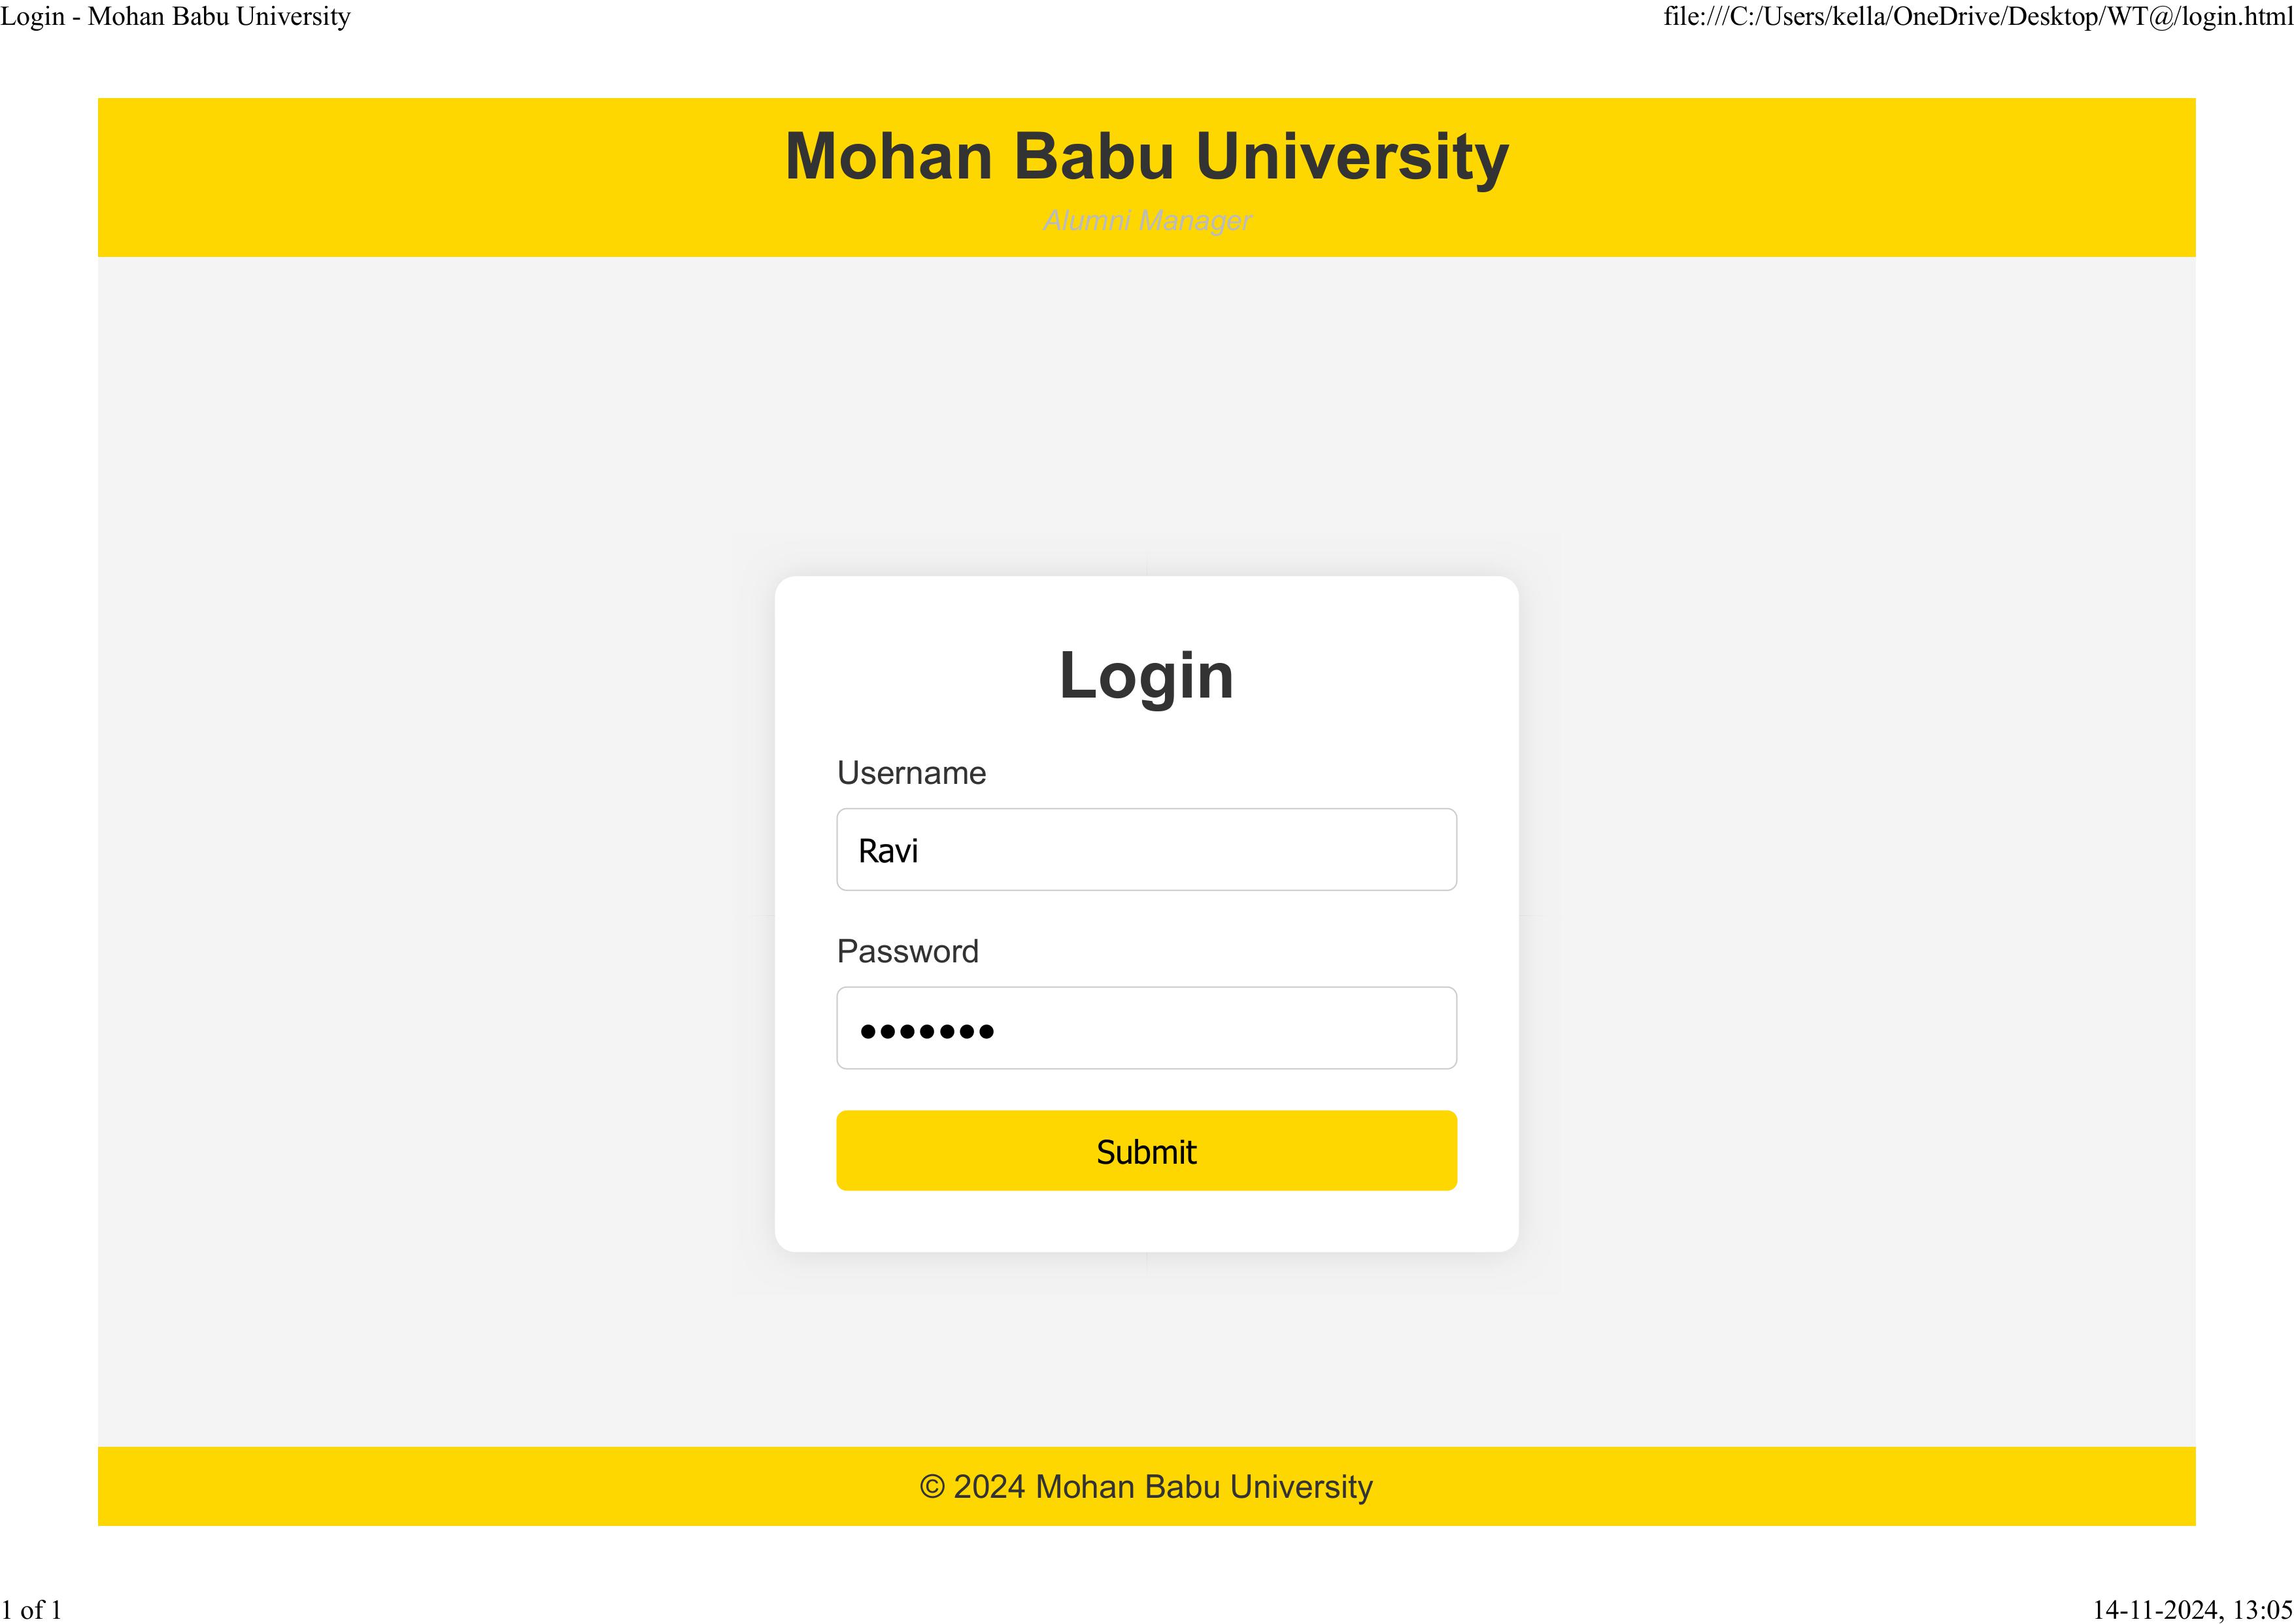 Login - Mohan Babu University
file:///C:/Users/kella/OneDrive/Desktop/WT@/login.html
Mohan Babu University
Alumni Manager
Login
Username
Ravi
Password
●●●●●●●
Submit
© 2024 Mohan Babu University
1 of 1
14-11-2024, 13:05